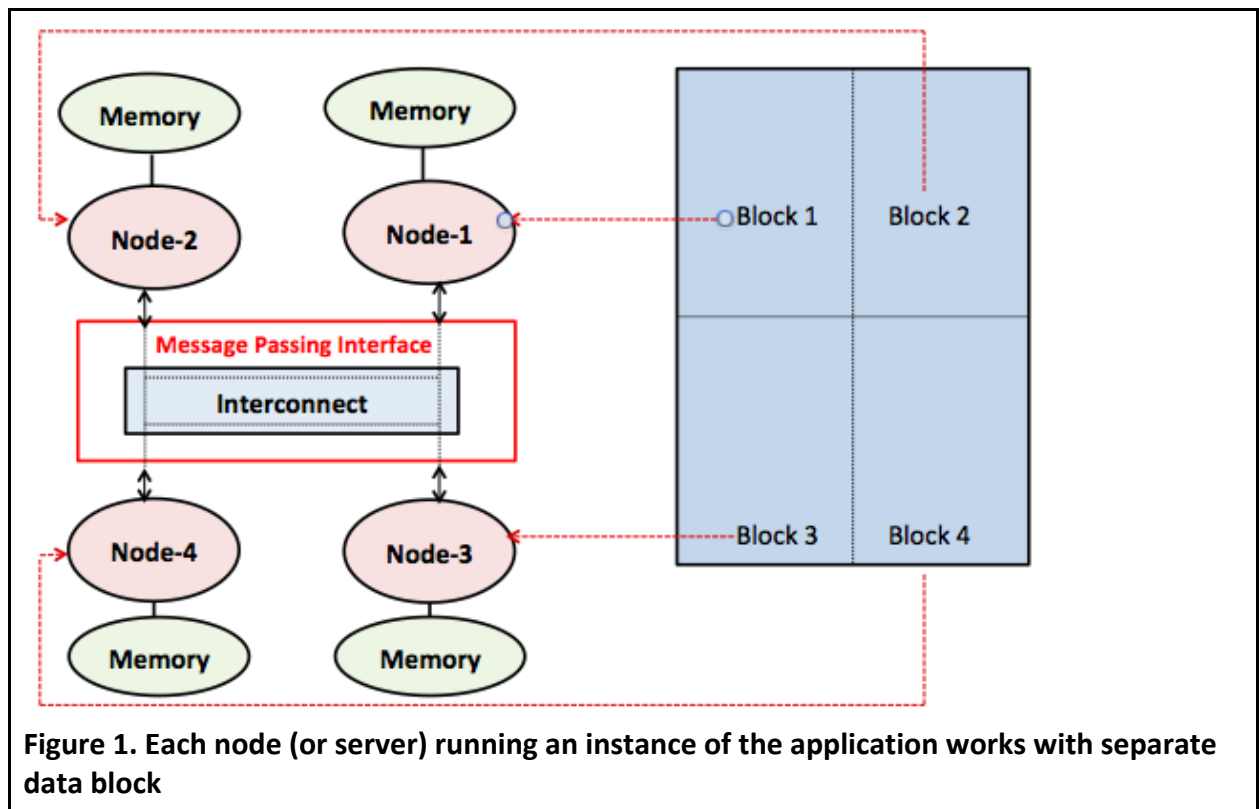 Memory
Memory
Node-2
Node-1
Block 1
Block 2
Message Passing Interface
Interconnect
Node-4
Node-3
Block 3
Block 4
Memory
Memory
Figure 1. Each node (or server) running an instance of the application works with separate
data block